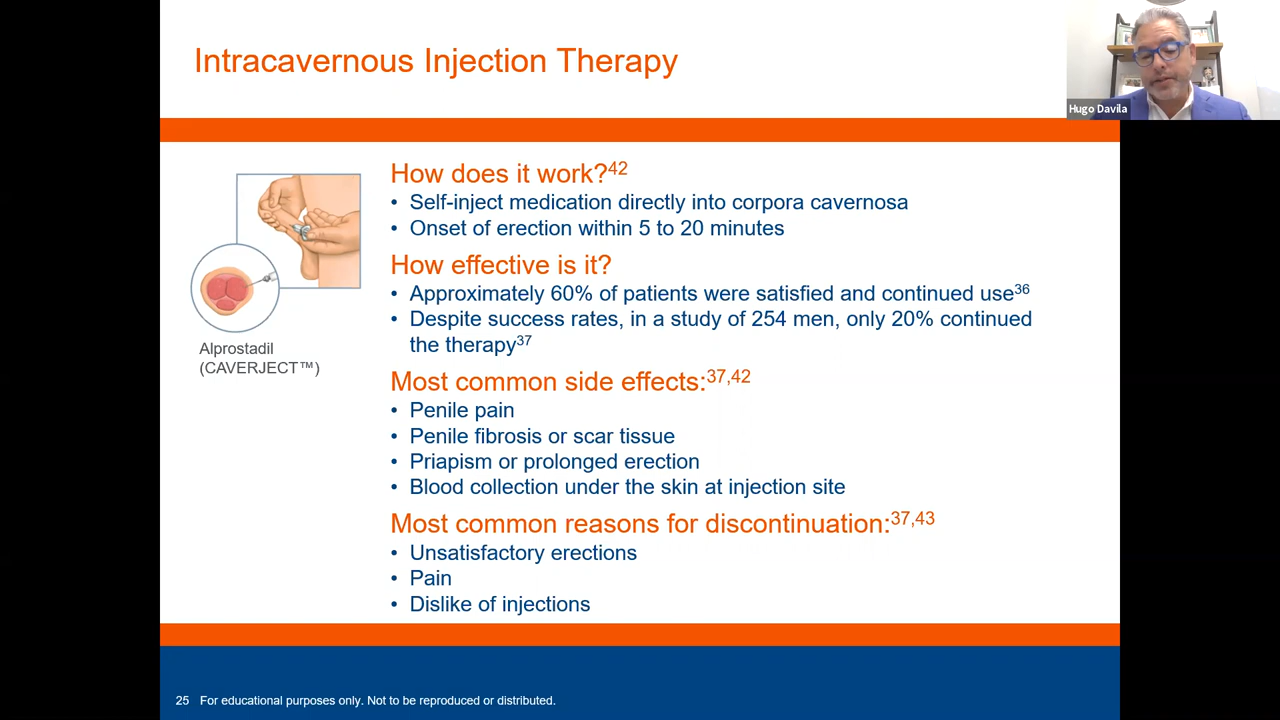 Intracavernous Injection Therapy
Hugo Davila
How does it work?42
• Self-inject medication directly into corpora cavernosa
• Onset of erection within 5 to 20 minutes
How effective is it?
• Approximately 60% of patients were satisfied and continued use36
• Despite success rates, in a study of 254 men, only 20% continued
the therapy37
Alprostadil
(CAVERJECT™)
Most common side effects:37,42
• Penile pain
• Penile fibrosis or scar tissue
• Priapism or prolonged erection
• Blood collection under the skin at injection site
Most common reasons for discontinuation:37,43
• Unsatisfactory erections
• Pain
• Dislike of injections
25 For educational purposes only. Not to be reproduced or distributed.